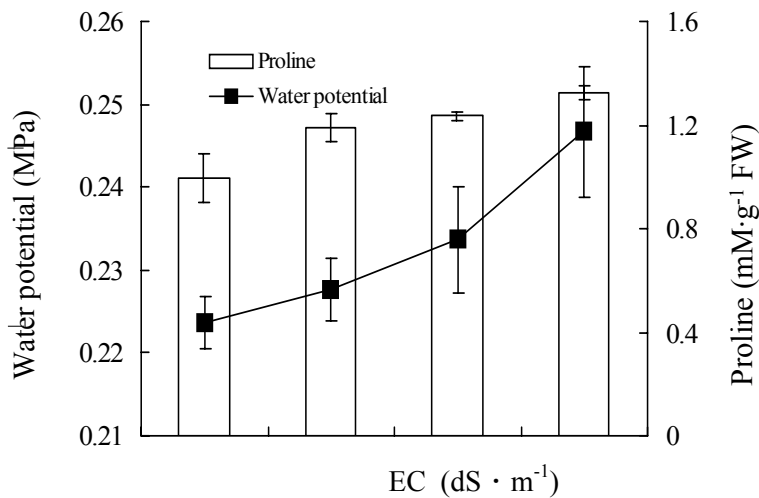 0.26
0.25
0.24
0.23
0.22
0.21
Water potential (MPa)
Proline
Water potential
1.6
1.2
0.8
0.4
0
Proline (mM·g⁻¹ FW)
EC (dS · m⁻¹)